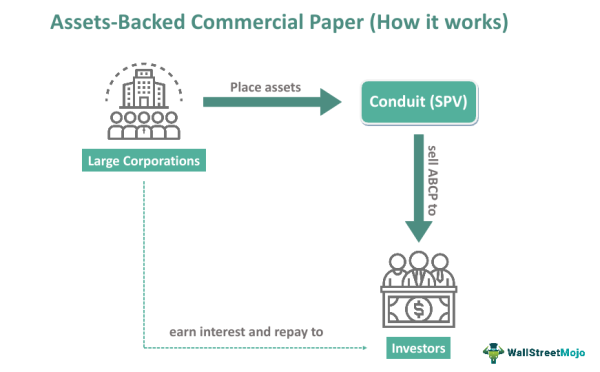 Assets-Backed Commercial Paper (How it works)
Place assets
Conduit (SPV)
Large Corporations
sell ABCP to
$
earn interest and repay to
Investors
WallStreetMojo